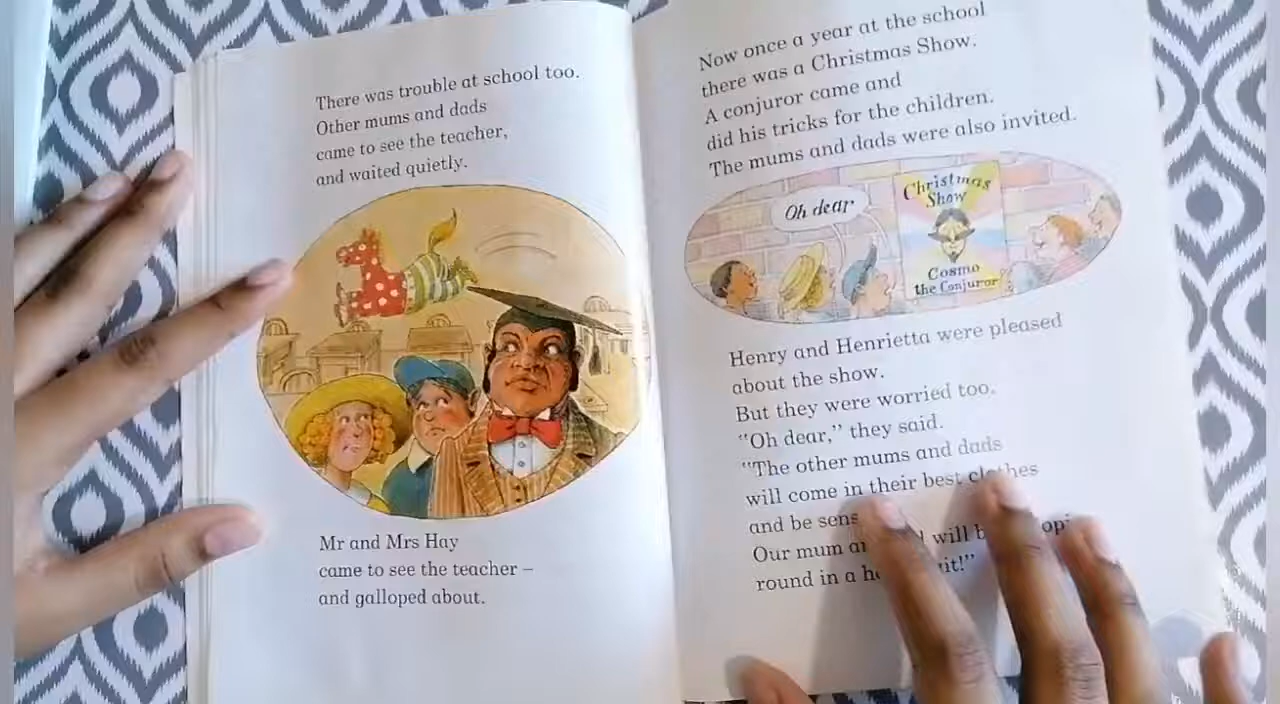 There was trouble at school too.
Other mums and dads
came to see the teacher,
and waited quietly.
Mr and Mrs Hay
came to see the teacher –
and galloped about.
Now once a year at the school
there was a Christmas Show.
A conjuror came and
did his tricks for the children.
The mums and dads were also invited.
Oh dear
Christmas
Show
Cosmo
the Conjuror
Henry and Henrietta were pleased
about the show.
But they were worried too.
"Oh dear," they said.
"The other mums and dads
will come in their best clothes
and be
Our mum will
round in a